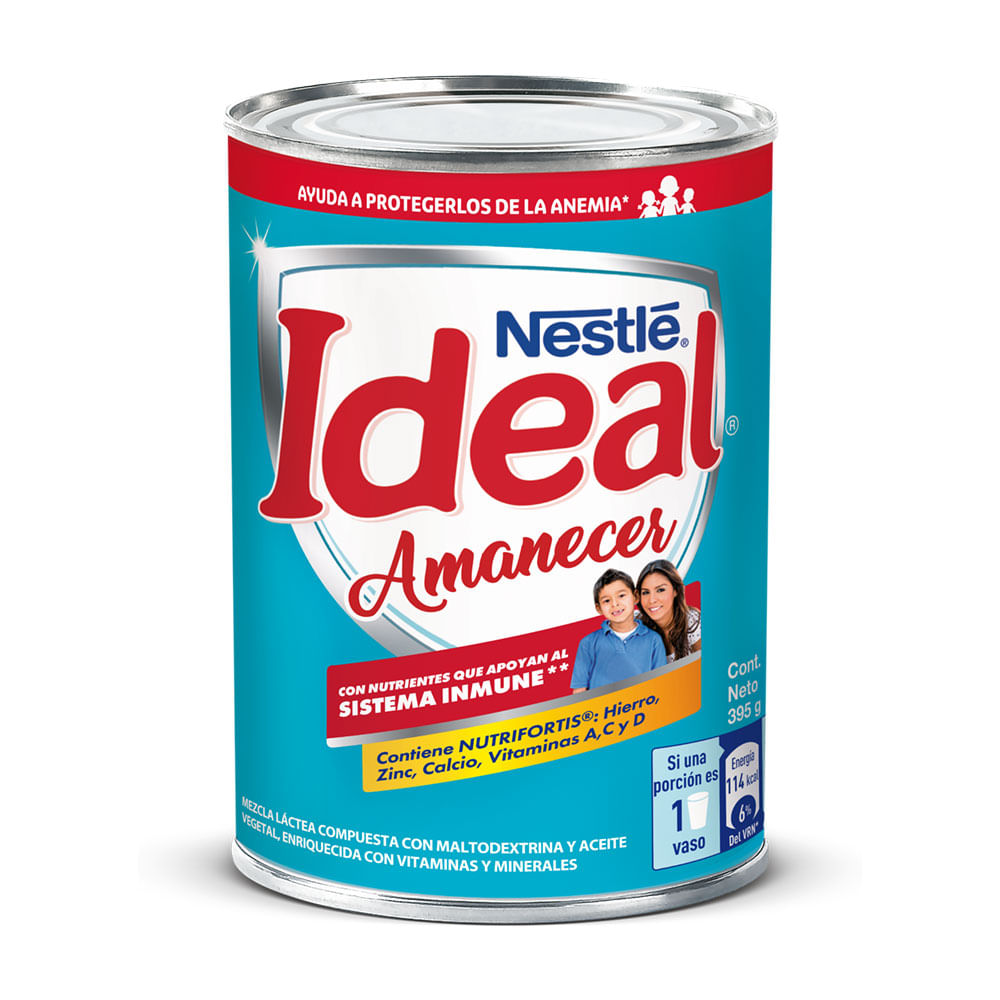 AYUDA A PROTEGERLOS DE LA ANEMIA*
Nestlé®
Ideal®
Amanecer
CON NUTRIENTES QUE APOYAN AL
SISTEMA INMUNE**
Contiene NUTRIFORTIS®: Hierro,
Zinc, Calcio, Vitaminas A,C y D
Cont.
Neto
395 g
Si una
porción es
1
vaso
Energía
114 kcal
6%
Del VRN*
MEZCLA LÁCTEA COMPUESTA CON MALTODEXTRINA Y ACEITE
VEGETAL, ENRIQUECIDA CON VITAMINAS Y MINERALES